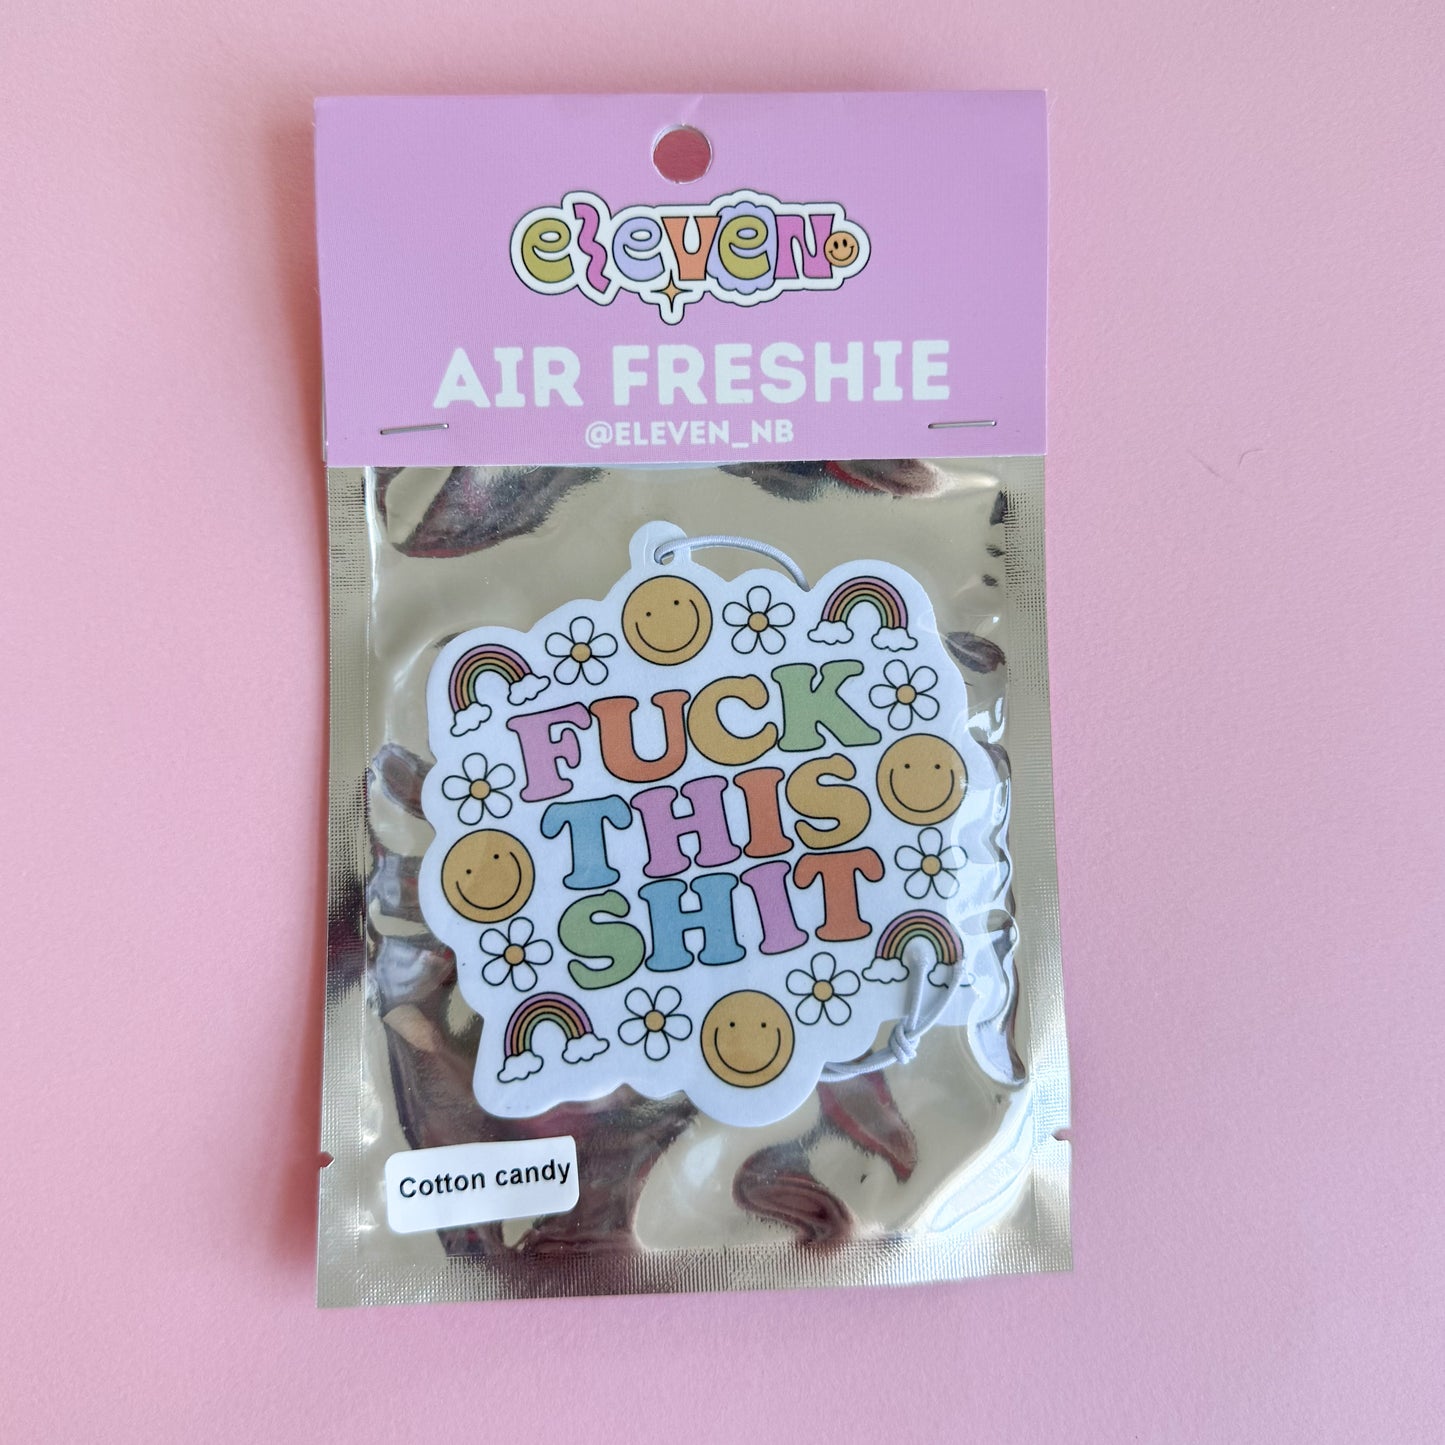 eleven
AIR FRESHIE
@ELEVEN_NB
FUCK
THIS
SHIT
Cotton candy